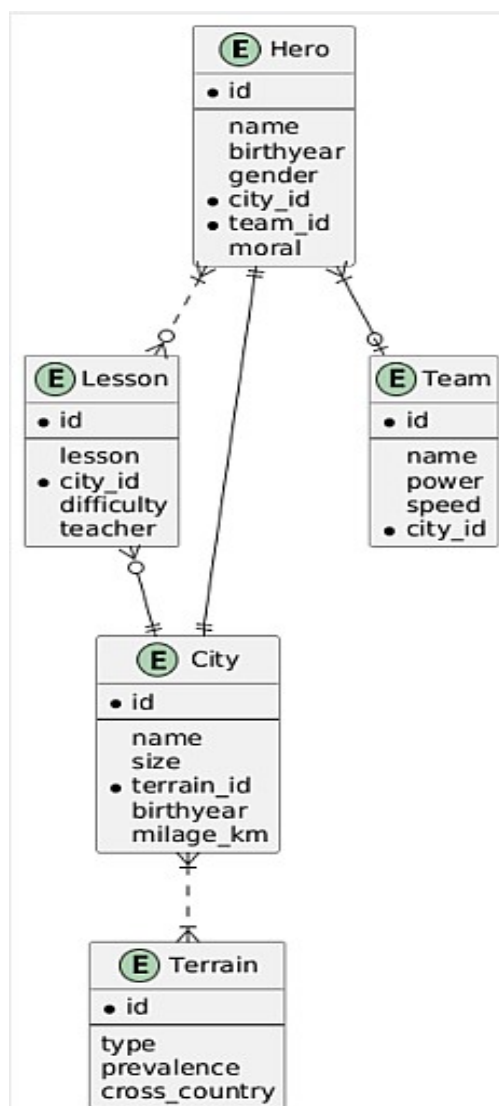 E Hero
• id
name
birthyear
gender
• city_id
• team_id
moral
E Lesson
• id
lesson
• city_id
difficulty
teacher
E Team
• id
name
power
speed
• city_id
E City
• id
name
size
• terrain_id
birthyear
milage_km
E Terrain
• id
type
prevalence
cross_country